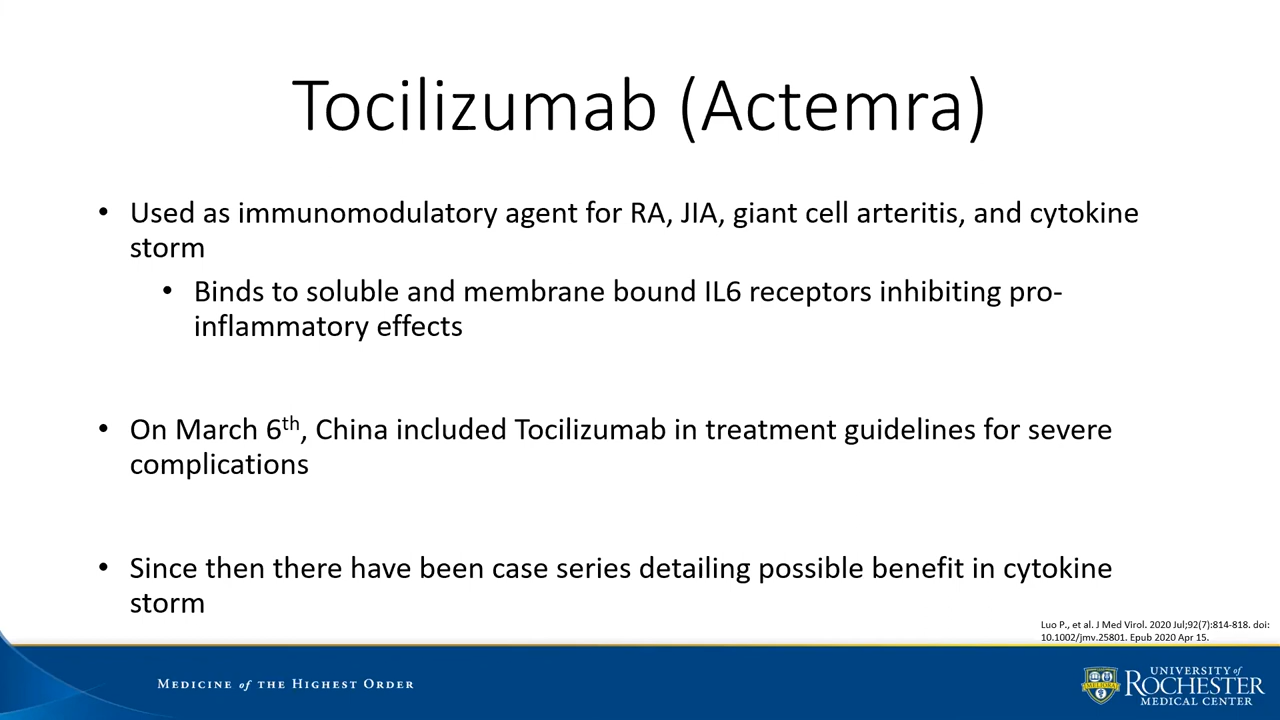 Tocilizumab (Actemra)
• Used as immunomodulatory agent for RA, JIA, giant cell arteritis, and cytokine
storm
• Binds to soluble and membrane bound IL6 receptors inhibiting pro-
inflammatory effects
• On March 6th, China included Tocilizumab in treatment guidelines for severe
complications
• Since then there have been case series detailing possible benefit in cytokine
storm
Luo P., et al. J Med Virol. 2020 Jul;92(7):814-818. doi:
10.1002/jmv.25801. Epub 2020 Apr 15.
MEDICINE of THE HIGHEST ORDER
MELIORA
UNIVERSITY of
ROCHESTER
MEDICAL CENTER